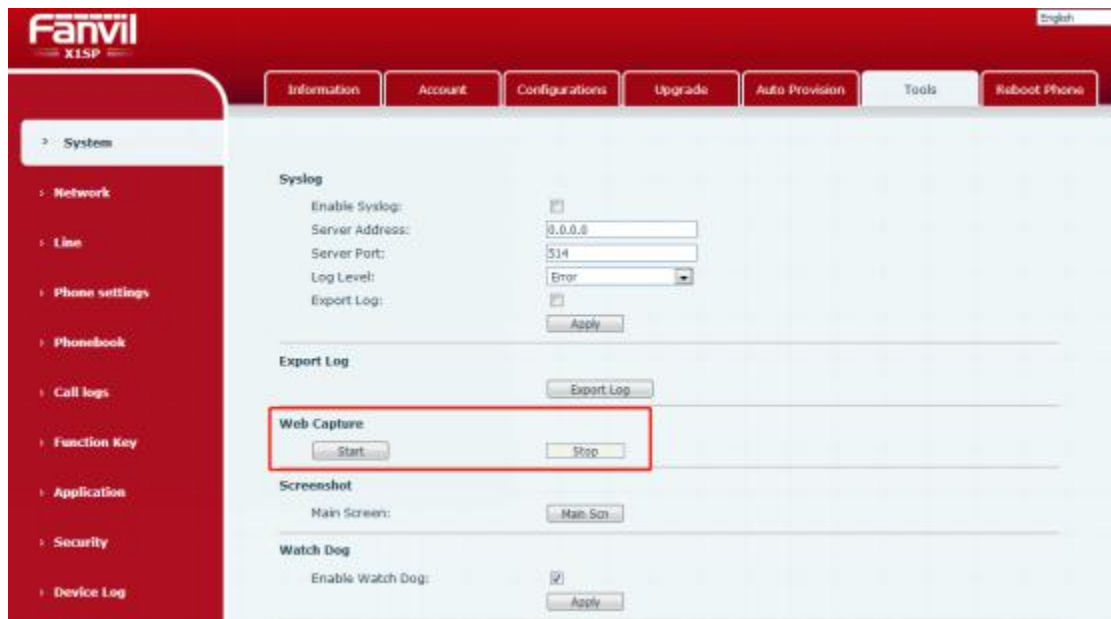 Fanvil
X1SP
English
Information Account Configurations Upgrade Auto Provision Tools Reboot Phone
› System
› Network
› Line
› Phone settings
› Phonebook
› Call logs
› Function Key
› Application
› Security
› Device Log
Syslog
Enable Syslog:
Server Address: 0.0.0.0
Server Port: 514
Log Level: Error
Export Log:
Apply
Export Log
Export Log
Web Capture
Start Stop
Screenshot
Main Screen: Main Scn
Watch Dog
Enable Watch Dog:
Apply